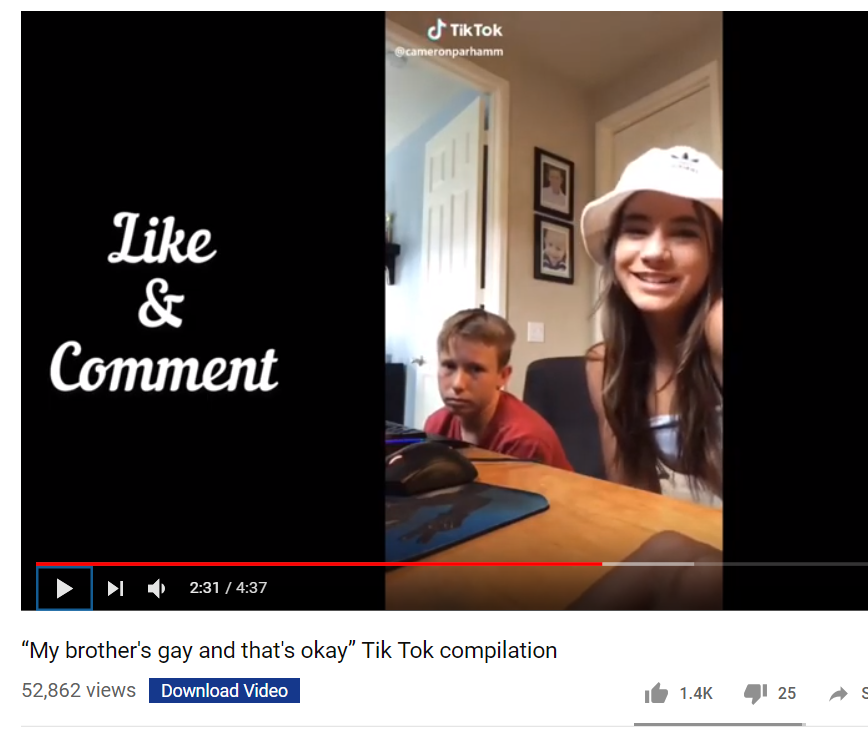 TikTok
@cameronparhamm
Like
&
Comment
2:31 / 4:37
“My brother's gay and that's okay” Tik Tok compilation
52,862 views
Download Video
1.4K
25
S